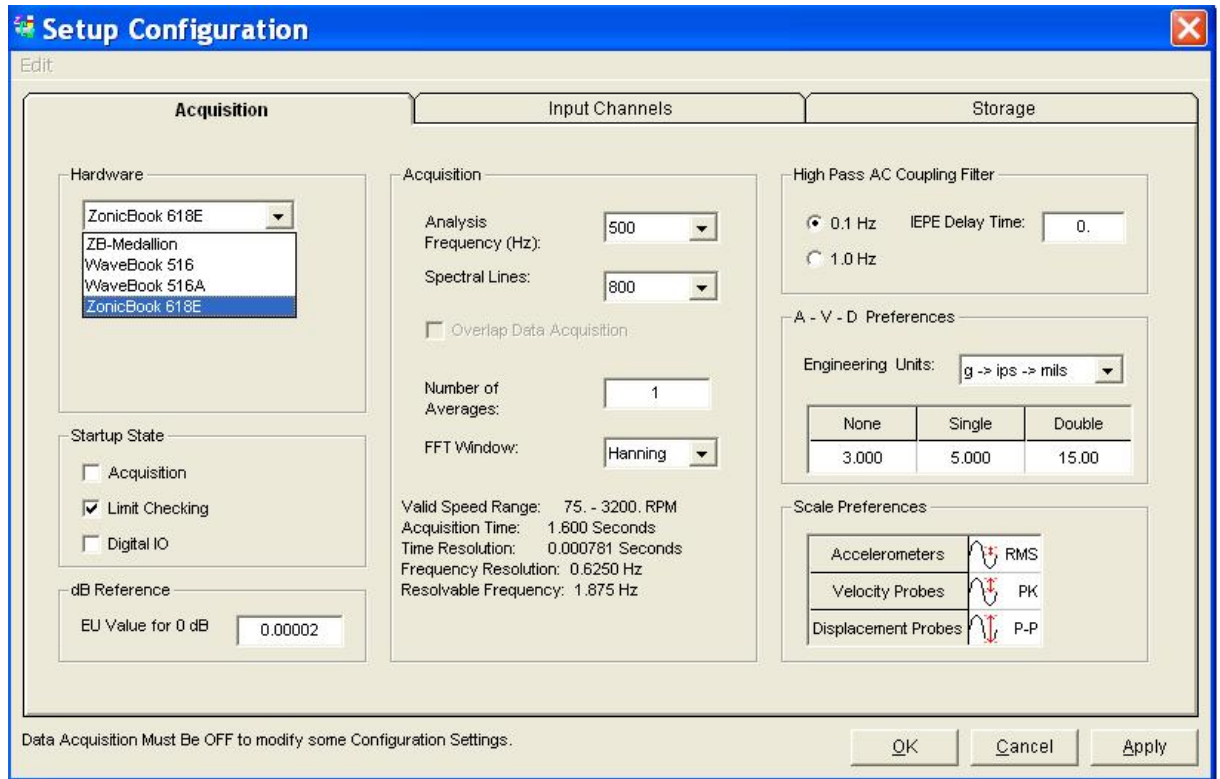 Setup Configuration
Edit
Acquisition
Input Channels
Storage
Hardware
ZonicBook 618E
ZB-Medallion
WaveBook 516
WaveBook 516A
ZonicBook 618E
Startup State
Acquisition
Limit Checking
Digital IO
dB Reference
EU Value for 0 dB 0.00002
Acquisition
Analysis
Frequency (Hz): 500
Spectral Lines: 800
Overlap Data Acquisition
Number of
Averages: 1
FFT Window: Hanning
Valid Speed Range: 75. - 3200. RPM
Acquisition Time: 1.600 Seconds
Time Resolution: 0.000781 Seconds
Frequency Resolution: 0.6250 Hz
Resolvable Frequency: 1.875 Hz
High Pass AC Coupling Filter
0.1 Hz IEPE Delay Time: 0.
1.0 Hz
A - V - D Preferences
Engineering Units: g -> ips -> mils
None Single Double
3.000 5.000 15.00
Scale Preferences
Accelerometers RMS
Velocity Probes PK
Displacement Probes P-P
Data Acquisition Must Be OFF to modify some Configuration Settings.
OK Cancel Apply